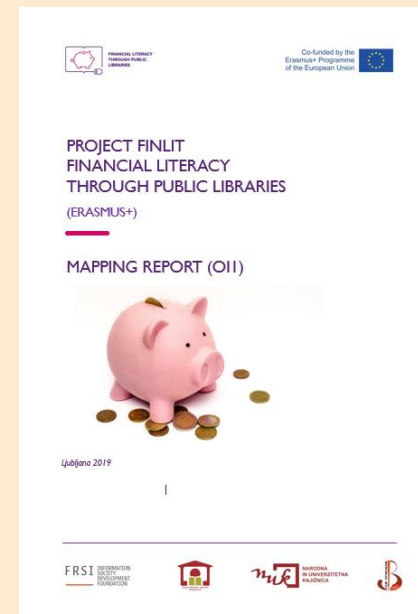 FINANCIAL LITERACY
THROUGH PUBLIC
LIBRARIES
Co-funded by the
Erasmus+ Programme
of the European Union
PROJECT FINLIT
FINANCIAL LITERACY
THROUGH PUBLIC LIBRARIES
(ERASMUS+)
MAPPING REPORT (OI1)
Ljubljana 2019
FRSI
INFORMATION
SOCIETY
DEVELOPMENT
FOUNDATION
nuk
NARODNA
IN UNIVERZITETNA
KNJIŽNICA